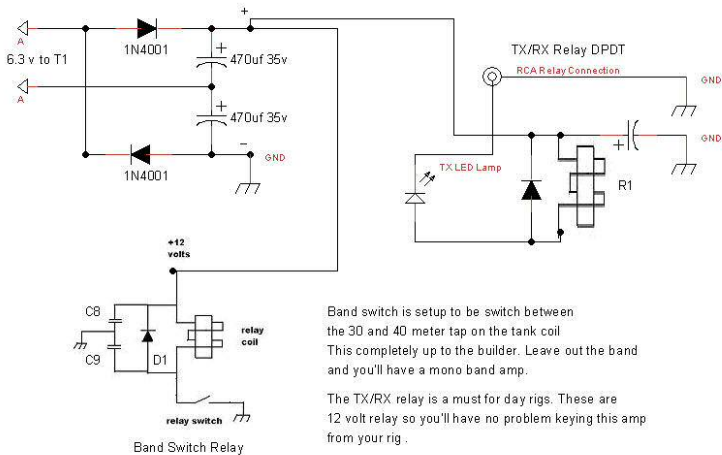 +
A
1N4001
+
470uf 35v
6.3 v to T1
A
+
470uf 35v
1N4001
–
GND
TX/RX Relay DPDT
RCA Relay Connection
GND
+
GND
TX LED Lamp
R1
+12
volts
C8
C9
D1
relay
coil
relay switch
Band Switch Relay
Band switch is setup to be switch between
the 30 and 40 meter tap on the tank coil
This completely up to the builder. Leave out the band
and you'll have a mono band amp.
The TX/RX relay is a must for day rigs. These are
12 volt relay so you'll have no problem keying this amp
from your rig .